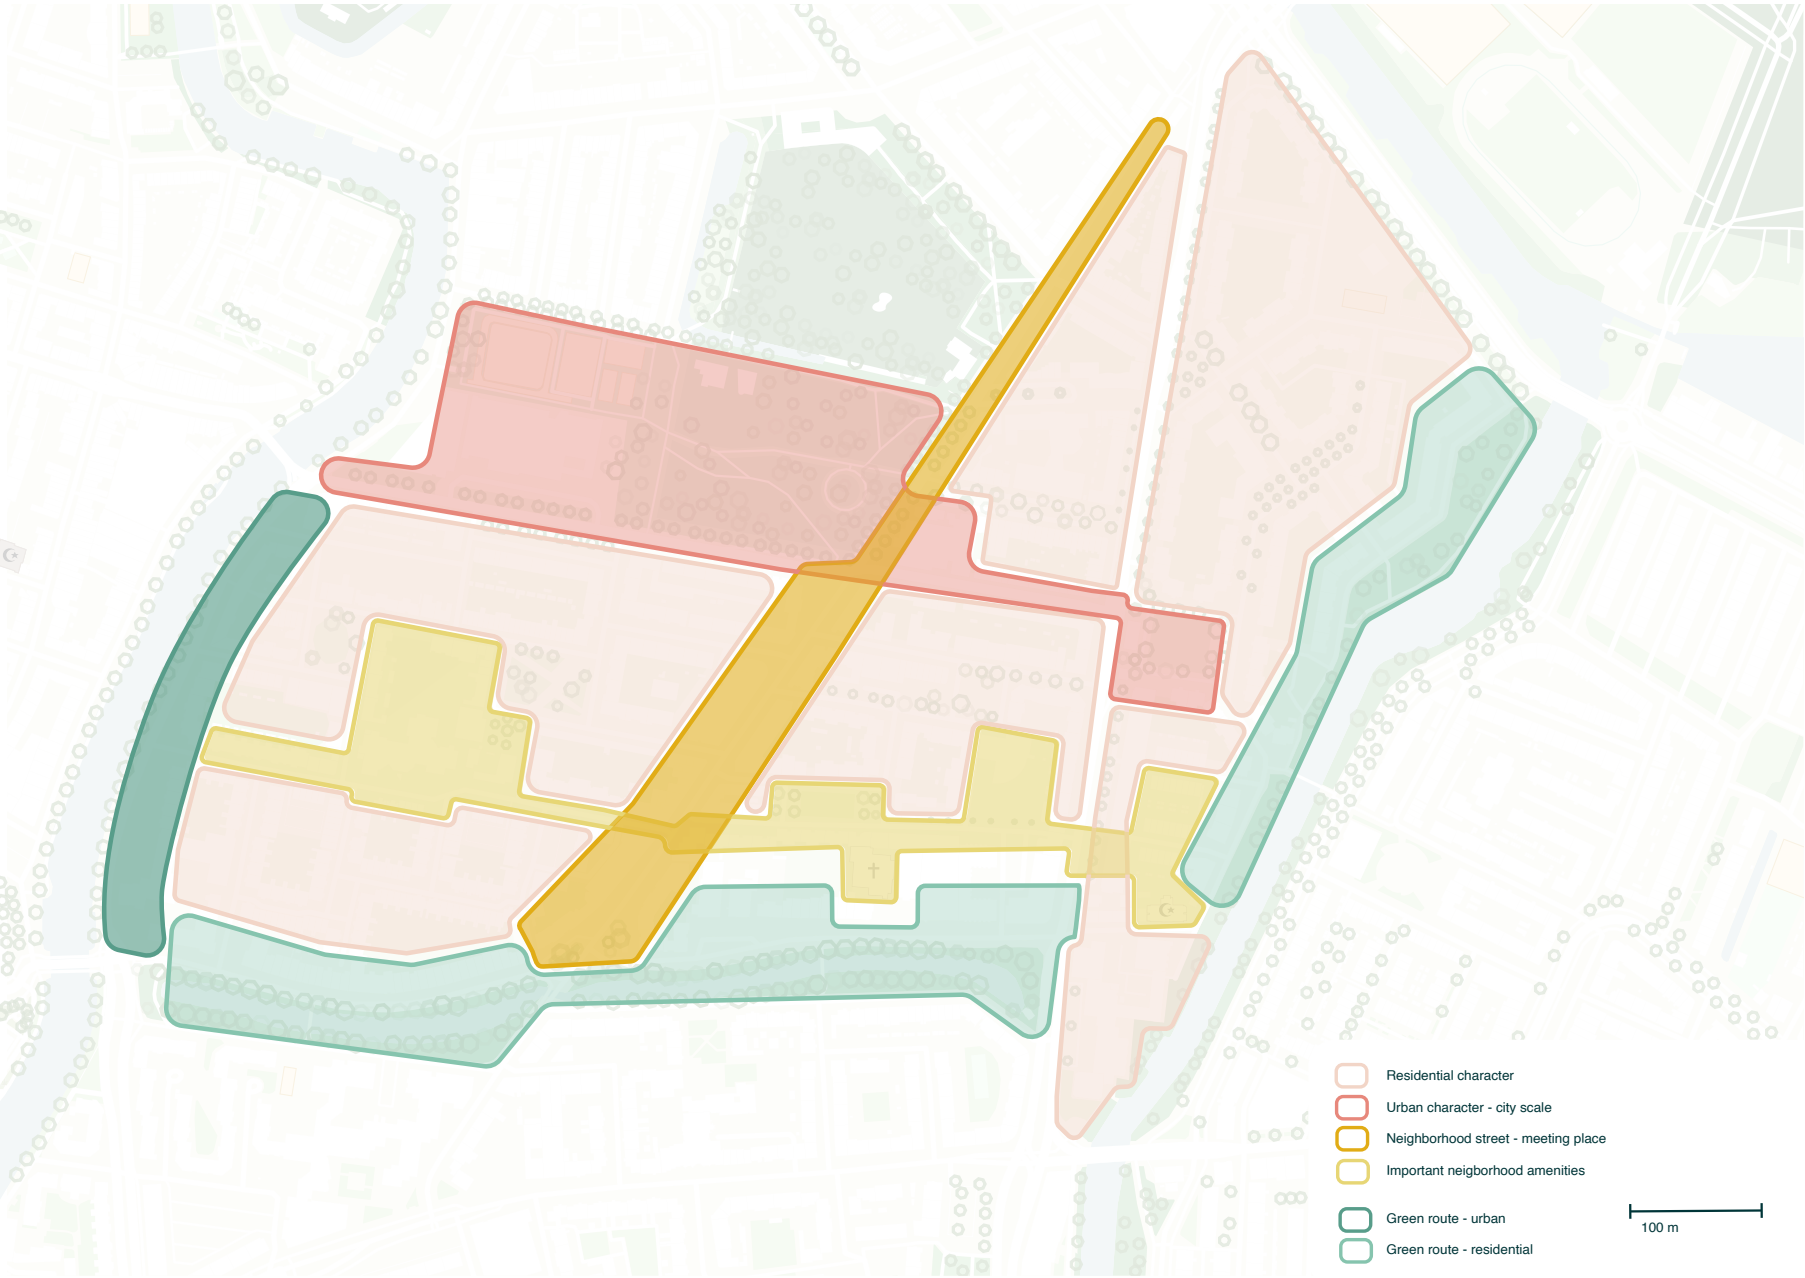 Residential character
Urban character - city scale
Neighborhood street - meeting place
Important neigborhood amenities
Green route - urban
Green route - residential
100 m